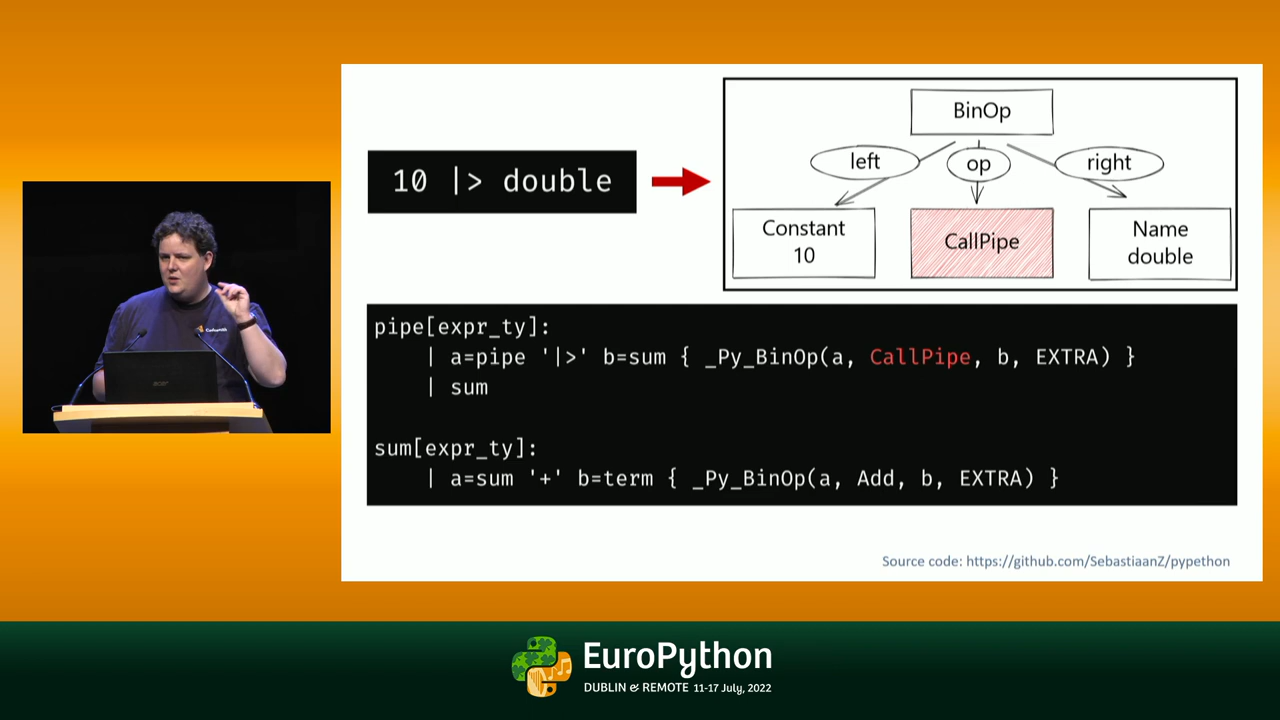 10 |> double
BinOp
left
op
right
Constant
10
CallPipe
Name
double
pipe[expr_ty]:
| a=pipe '|>' b=sum { _Py_BinOp(a, CallPipe, b, EXTRA) }
| sum
sum[expr_ty]:
| a=sum '+' b=term { _Py_BinOp(a, Add, b, EXTRA) }
Source code: https://github.com/SebastiaanZ/pypethon
EuroPython
DUBLIN & REMOTE 11-17 July, 2022